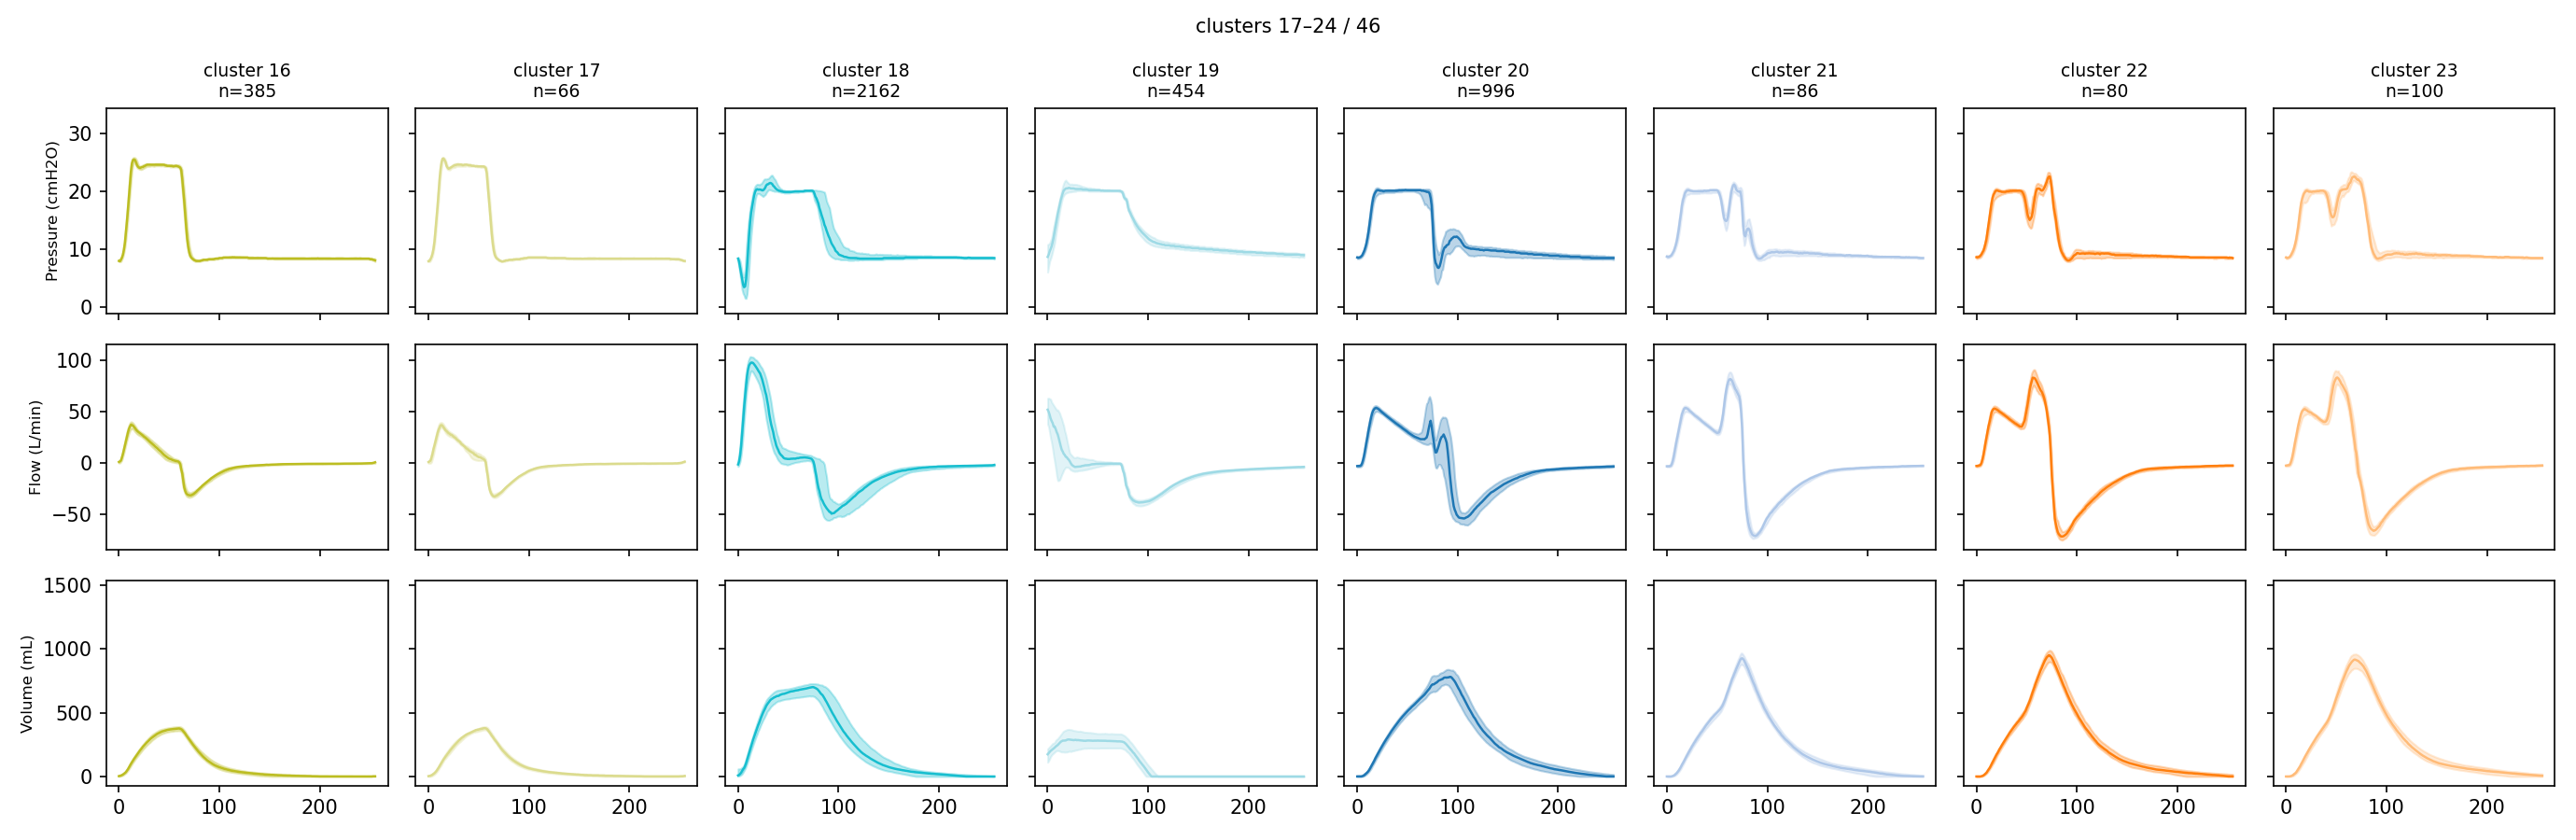 clusters 17–24 / 46
cluster 16
n=385
cluster 17
n=66
cluster 18
n=2162
cluster 19
n=454
cluster 20
n=996
cluster 21
n=86
cluster 22
n=80
cluster 23
n=100
Pressure (cmH2O)
30
20
10
0
Flow (L/min)
100
50
0
−50
Volume (mL)
1500
1000
500
0
0 100 200
0 100 200
0 100 200
0 100 200
0 100 200
0 100 200
0 100 200
0 100 200